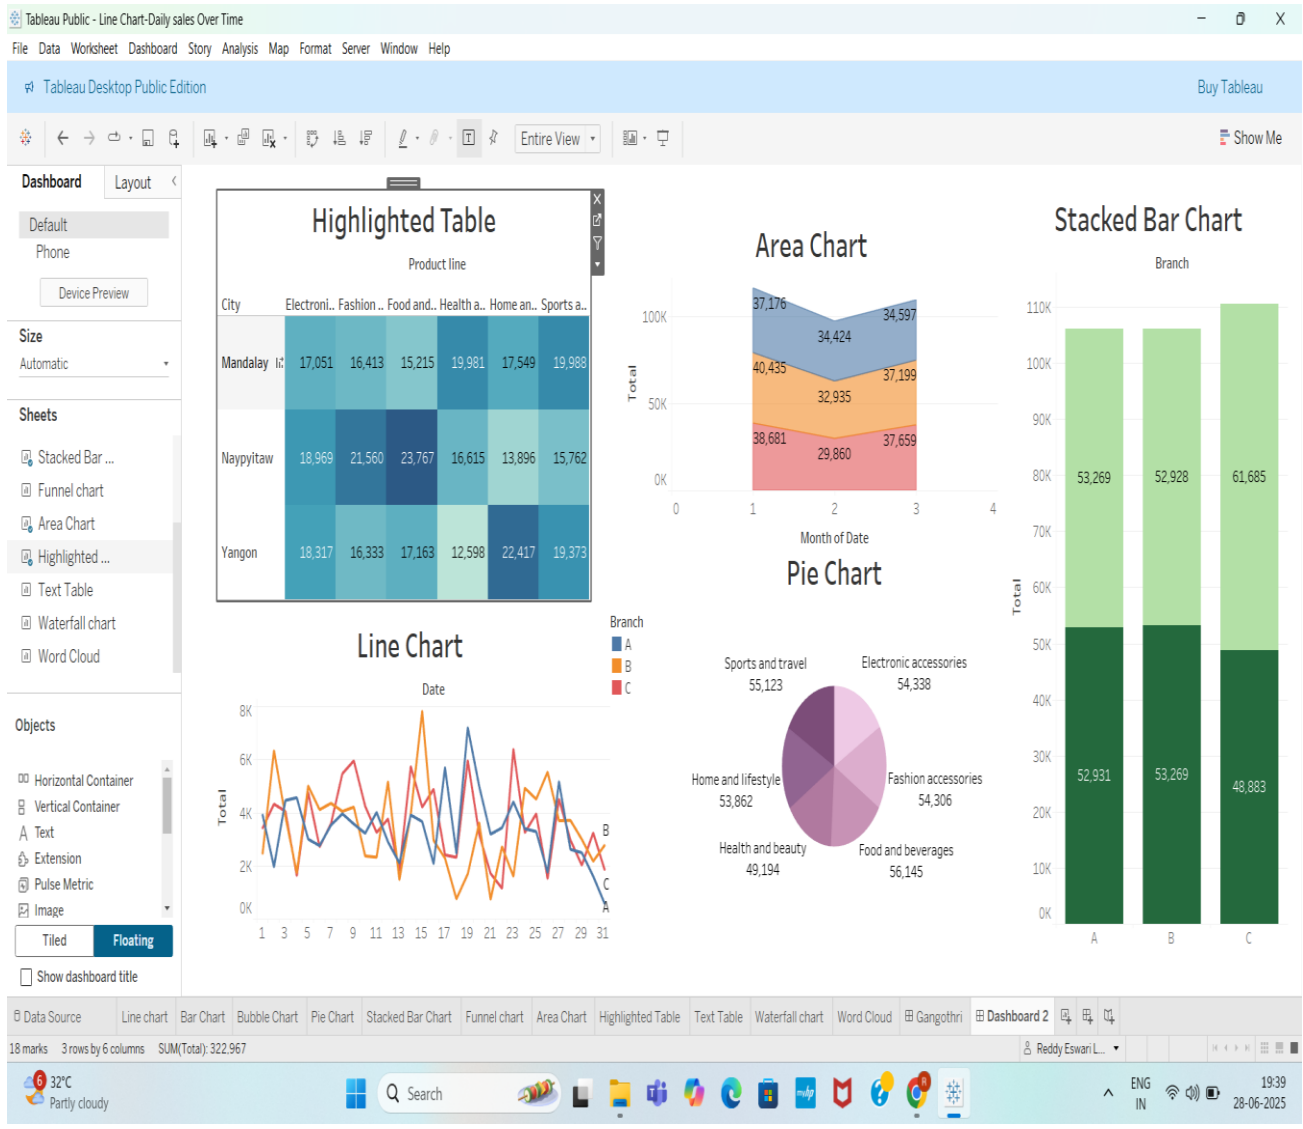 Tableau Public - Line Chart-Daily sales Over Time
File Data Worksheet Dashboard Story Analysis Map Format Server Window Help
Tableau Desktop Public Edition
Buy Tableau
Entire View
Show Me
Dashboard
Layout
Default
Phone
Device Preview
Size
Automatic
Sheets
Stacked Bar ...
Funnel chart
Area Chart
Highlighted ...
Text Table
Waterfall chart
Word Cloud
Objects
Horizontal Container
Vertical Container
A Text
Extension
Pulse Metric
Image
Tiled
Floating
Show dashboard title
Highlighted Table
Product line
City Electroni.. Fashion .. Food and.. Health a.. Home an.. Sports a..
Mandalay 17,051 16,413 15,215 19,981 17,549 19,988
Naypyitaw 18,969 21,560 23,767 16,615 13,896 15,762
Yangon 18,317 16,333 17,163 12,598 22,417 19,373
Line Chart
Date
Branch
A
B
C
8K
6K
4K
2K
0K
Total
B
C
A
1 3 5 7 9 11 13 15 17 19 21 23 25 27 29 31
Area Chart
100K
50K
0K
Total
37,176
34,424
34,597
40,435
32,935
37,199
38,681
29,860
37,659
0 1 2 3 4
Month of Date
Pie Chart
Sports and travel
55,123
Electronic accessories
54,338
Home and lifestyle
53,862
Fashion accessories
54,306
Health and beauty
49,194
Food and beverages
56,145
Stacked Bar Chart
Branch
110K
100K
90K
80K
70K
60K
50K
40K
30K
20K
10K
0K
Total
53,269 52,928 61,685
52,931 53,269 48,883
A B C
Data Source Line chart Bar Chart Bubble Chart Pie Chart Stacked Bar Chart Funnel chart Area Chart Highlighted Table Text Table Waterfall chart Word Cloud Gangothri Dashboard 2
18 marks 3 rows by 6 columns SUM(Total): 322,967
Reddy Eswari L...
6
32°C
Partly cloudy
Search
myhp
ENG
IN
19:39
28-06-2025